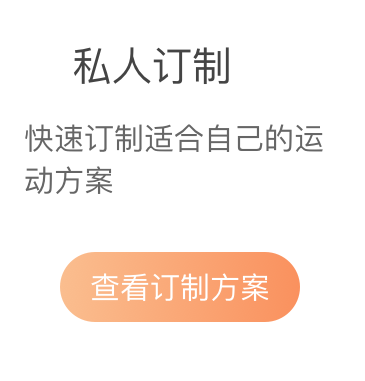 私人订制
快速订制适合自己的运
动方案
查看订制方案